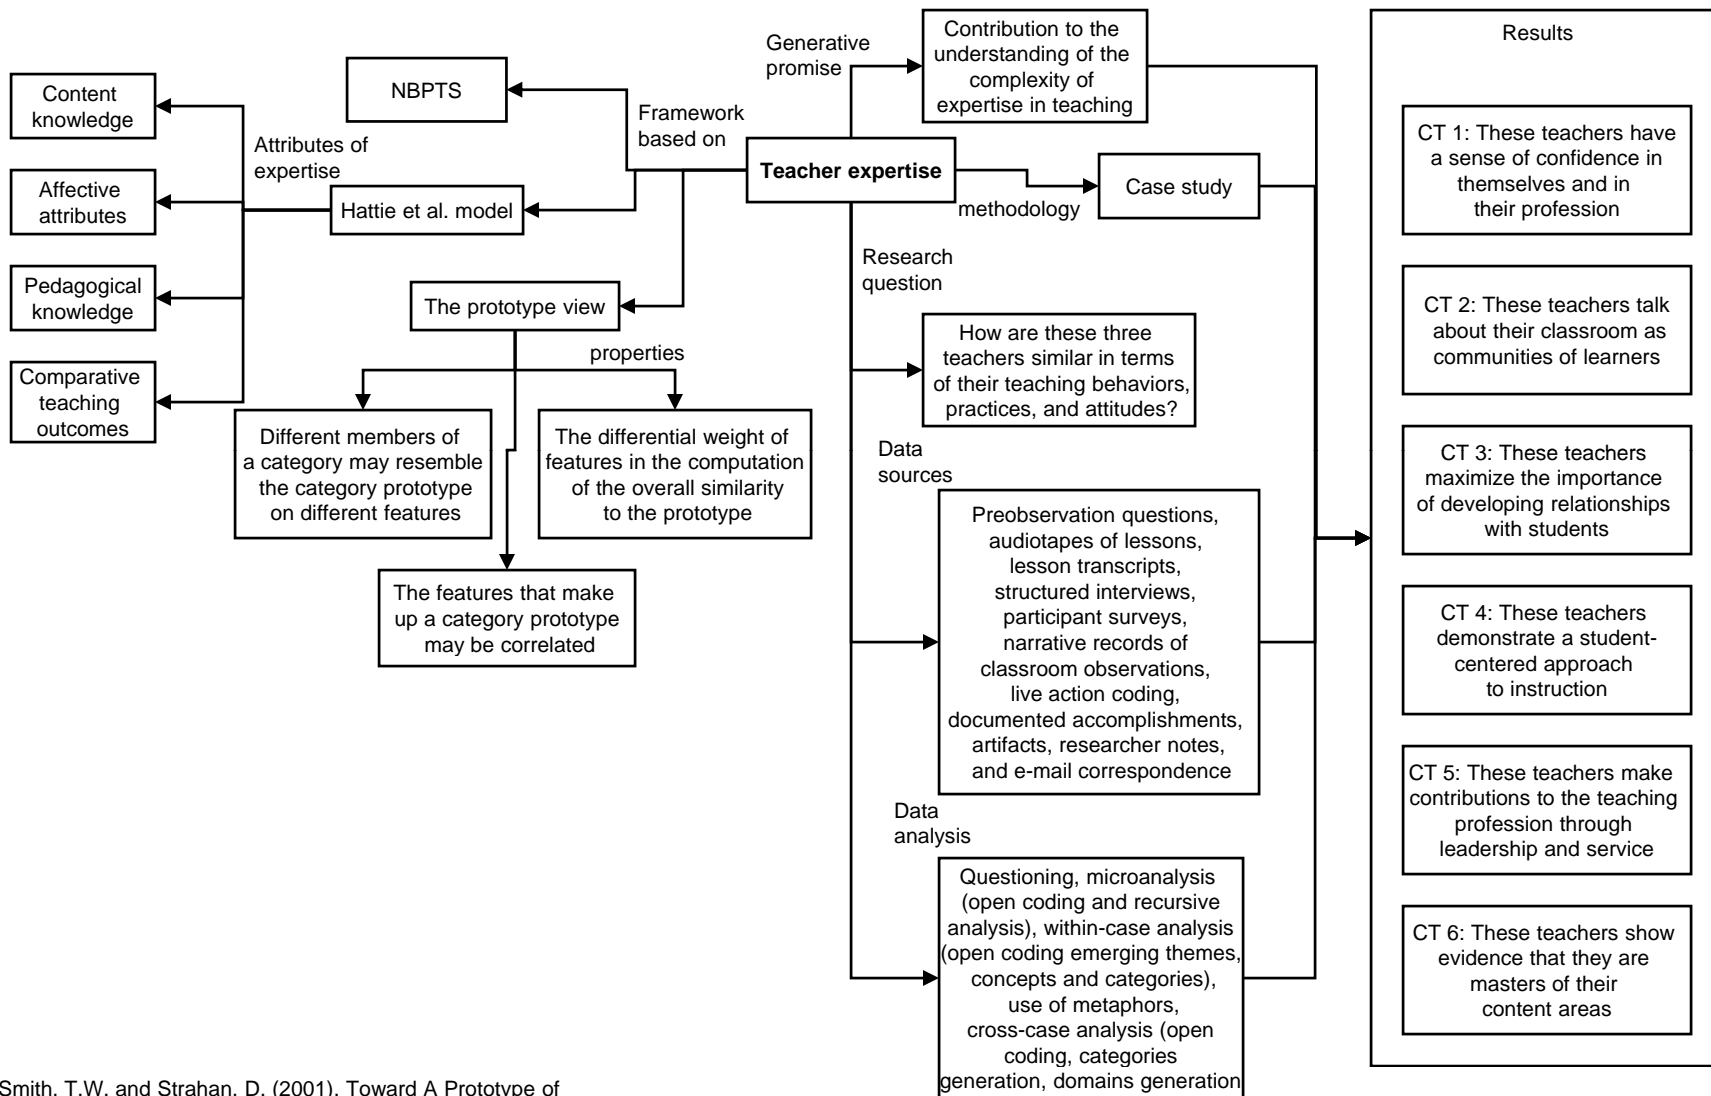 Content
knowledge
Affective
attributes
Pedagogical
knowledge
Comparative
teaching
outcomes
Attributes of
expertise
NBPTS
Hattie et al. model
Framework
based on
The prototype view
properties
Different members of
a category may resemble
the category prototype
on different features
The differential weight of
features in the computation
of the overall similarity
to the prototype
The features that make
up a category prototype
may be correlated
Generative
promise
Contribution to the
understanding of the
complexity of
expertise in teaching
Teacher expertise
methodology
Case study
Research
question
How are these three
teachers similar in terms
of their teaching behaviors,
practices, and attitudes?
Data
sources
Preobservation questions,
audiotapes of lessons,
lesson transcripts,
structured interviews,
participant surveys,
narrative records of
classroom observations,
live action coding,
documented accomplishments,
artifacts, researcher notes,
and e-mail correspondence
Data
analysis
Questioning, microanalysis
(open coding and recursive
analysis), within-case analysis
(open coding emerging themes,
concepts and categories),
use of metaphors,
cross-case analysis (open
coding, categories
generation, domains generation
Results
CT 1: These teachers have
a sense of confidence in
themselves and in
their profession
CT 2: These teachers talk
about their classroom as
communities of learners
CT 3: These teachers
maximize the importance
of developing relationships
with students
CT 4: These teachers
demonstrate a student-
centered approach
to instruction
CT 5: These teachers make
contributions to the teaching
profession through
leadership and service
CT 6: These teachers show
evidence that they are
masters of their
content areas
Smith, T.W. and Strahan, D. (2001). Toward A Prototype of